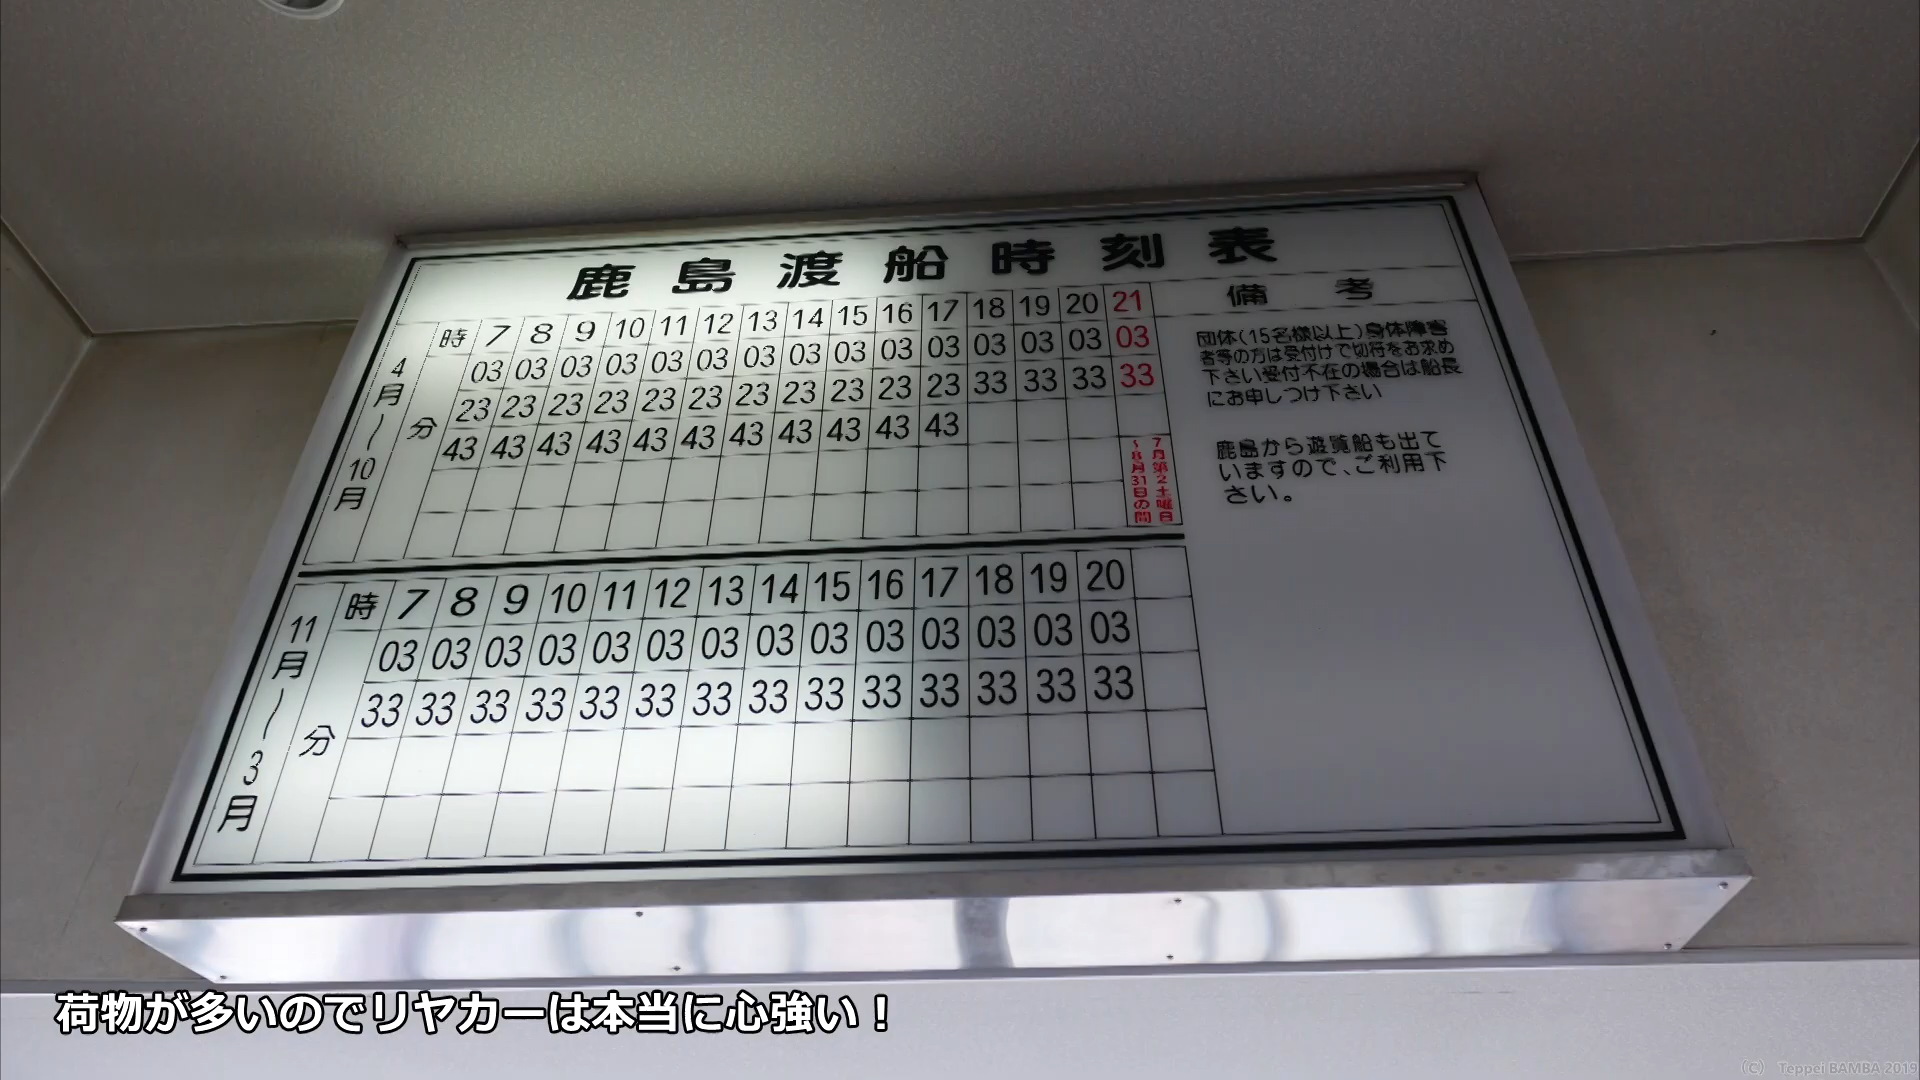 鹿島渡船時刻表
時 7 8 9 10 11 12 13 14 15 16 17 18 19 20 21
03 03 03 03 03 03 03 03 03 03 03 03 03 03 03
23 23 23 23 23 23 23 23 23 23 23 33 33 33 33
43 43 43 43 43 43 43 43 43 43 43
4月〜10月
分
7月第2土曜日
〜8月31日の間
備考
団体(15名様以上)身体障害
者等の方は受付けで切符をお求め
下さい受付不在の場合は船長
にお申しつけ下さい
鹿島から遊覧船も出て
いますので、ご利用下
さい。
時 7 8 9 10 11 12 13 14 15 16 17 18 19 20
03 03 03 03 03 03 03 03 03 03 03 03 03 03
33 33 33 33 33 33 33 33 33 33 33 33 33 33
11月〜3月
分
荷物が多いのでリヤカーは本当に心強い！
(C) Teppei BAMBA 2019